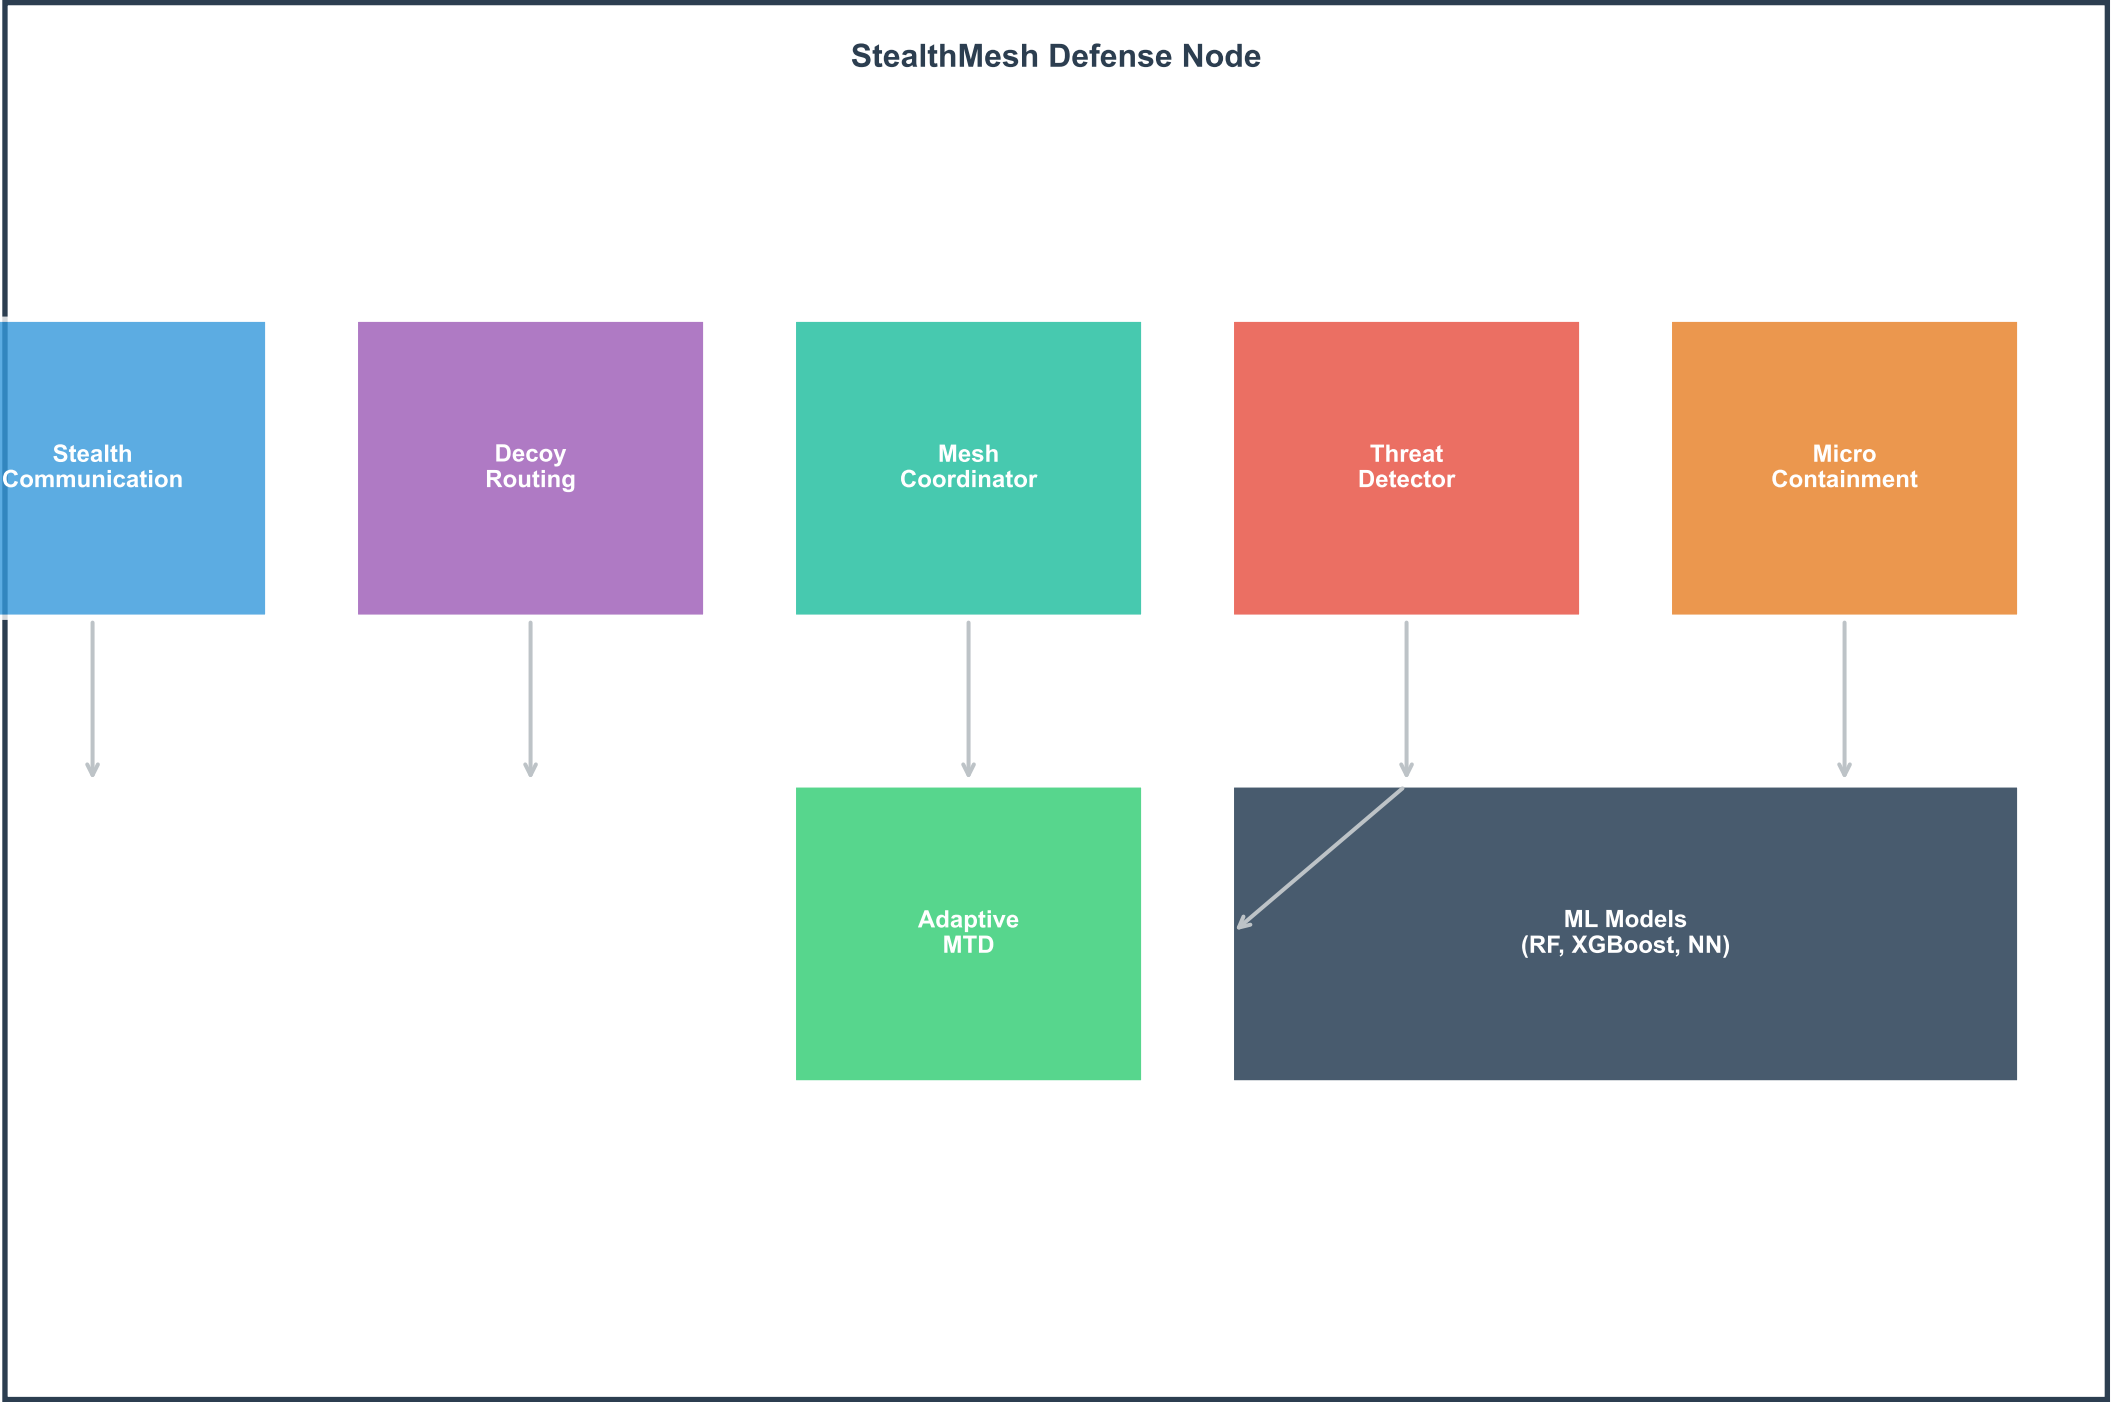 StealthMesh Defense Node
Stealth
Communication
Decoy
Routing
Mesh
Coordinator
Threat
Detector
Micro
Containment
Adaptive
MTD
ML Models
(RF, XGBoost, NN)